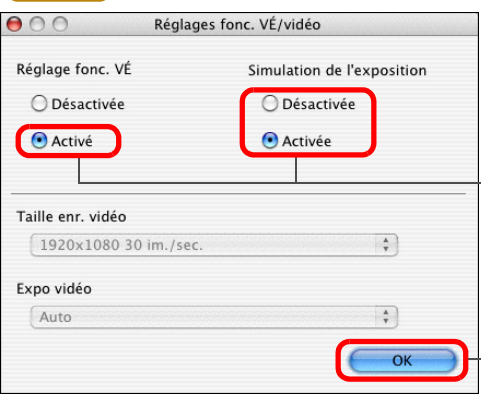 Réglages fonc. VÉ/vidéo
Réglage fonc. VÉ
Simulation de l'exposition
Désactivée
Désactivée
Activé
Activée
Taille enr. vidéo
1920x1080 30 im./sec.
Expo vidéo
Auto
OK